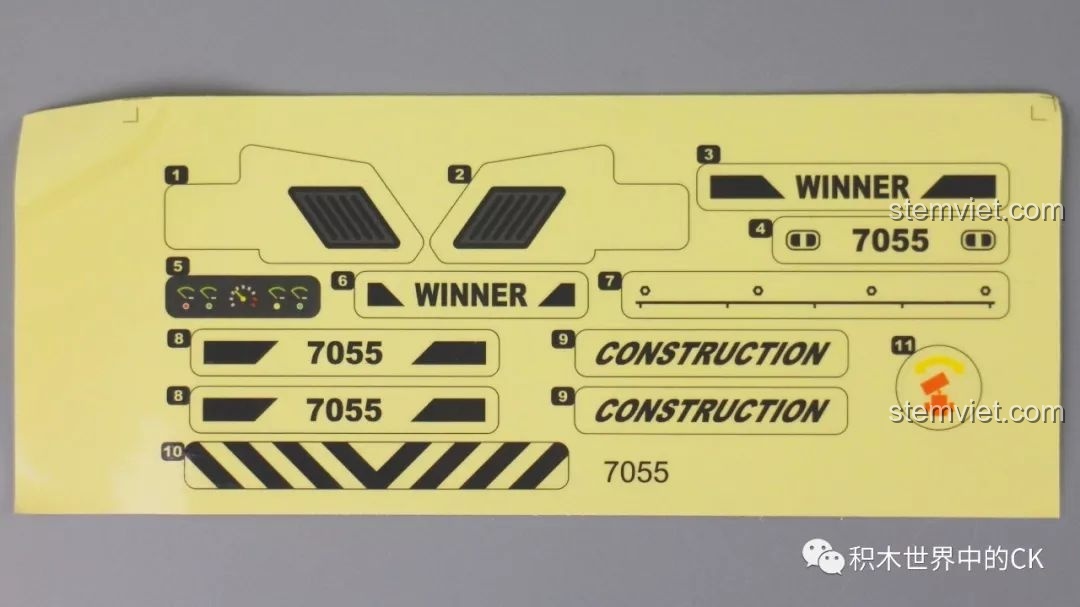 1
2
3
WINNER
stemviet.com
4
7055
5
6
WINNER
7
8
7055
9
CONSTRUCTION
11
8
7055
9
CONSTRUCTION
stemviet.com
10
7055
积木世界中的CK